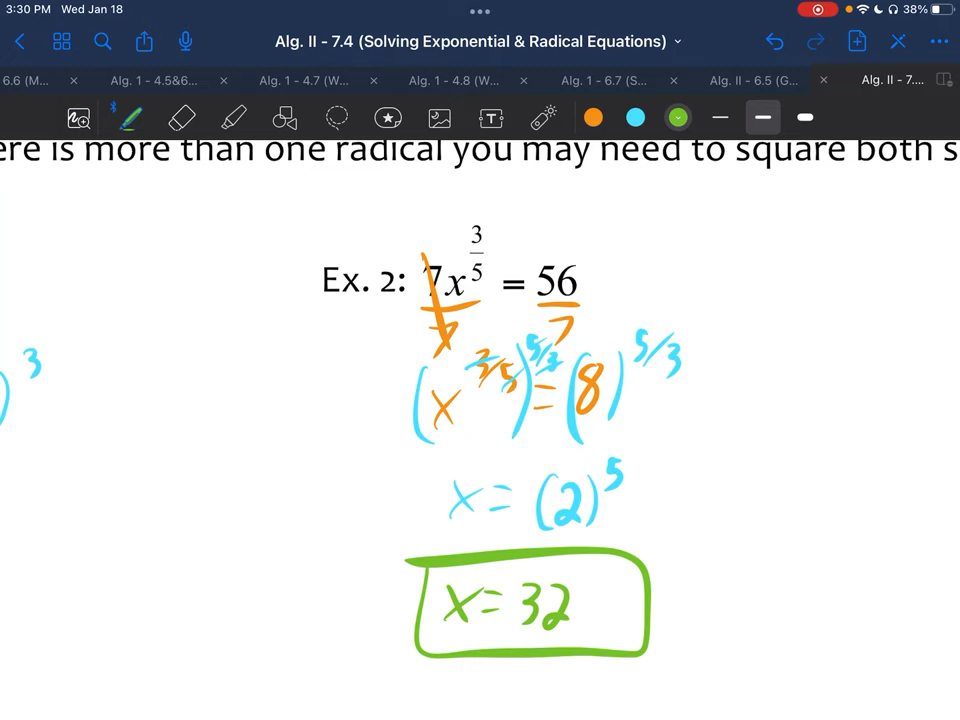 3:30 PM Wed Jan 18
38%
Alg. II - 7.4 (Solving Exponential & Radical Equations)
6.6 (M... Alg. 1 - 4.5&6... Alg. 1 - 4.7 (W... Alg. 1 - 4.8 (W... Alg. 1 - 6.7 (S... Alg. II - 6.5 (G... Alg. II - 7....
ere is more than one radical you may need to square both s
Ex. 2: 7x^(3/5) = 56
7 7
) 3
(x^(3/5))^(5/3) = (8)^(5/3)
x = (2)^5
x = 32